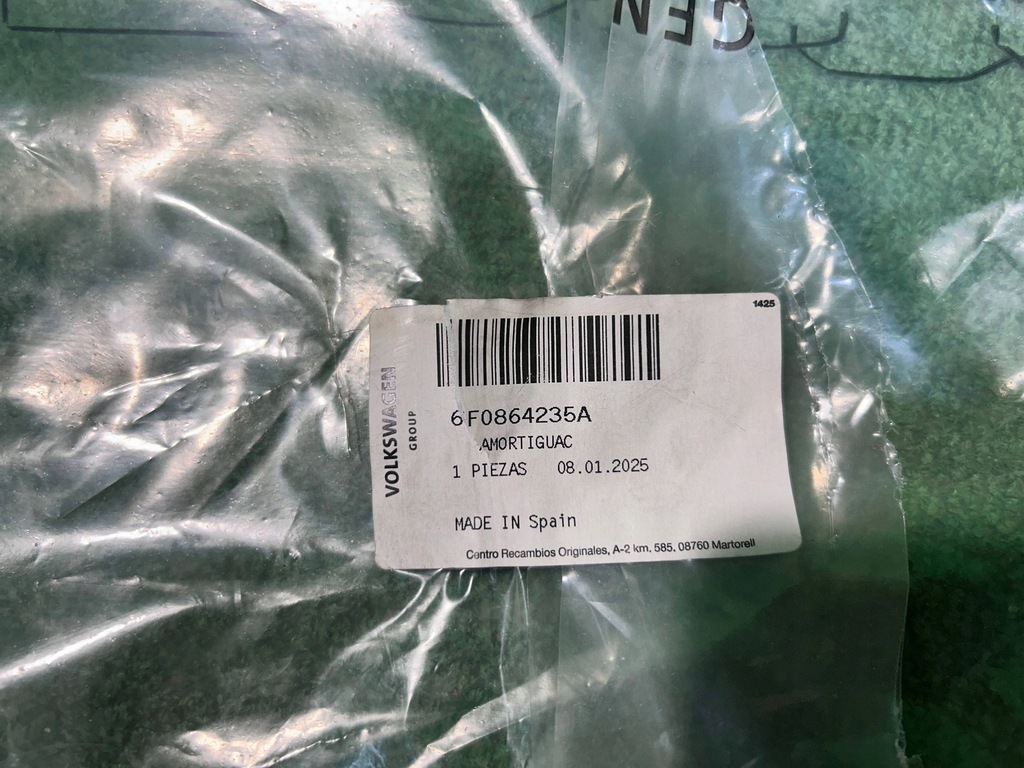 GEN
1425
VOLKSWAGEN
GROUP
6F0864235A
AMORTIGUAC
1 PIEZAS 08.01.2025
MADE IN Spain
Centro Recambios Originales, A-2 km. 585, 08760 Martorell